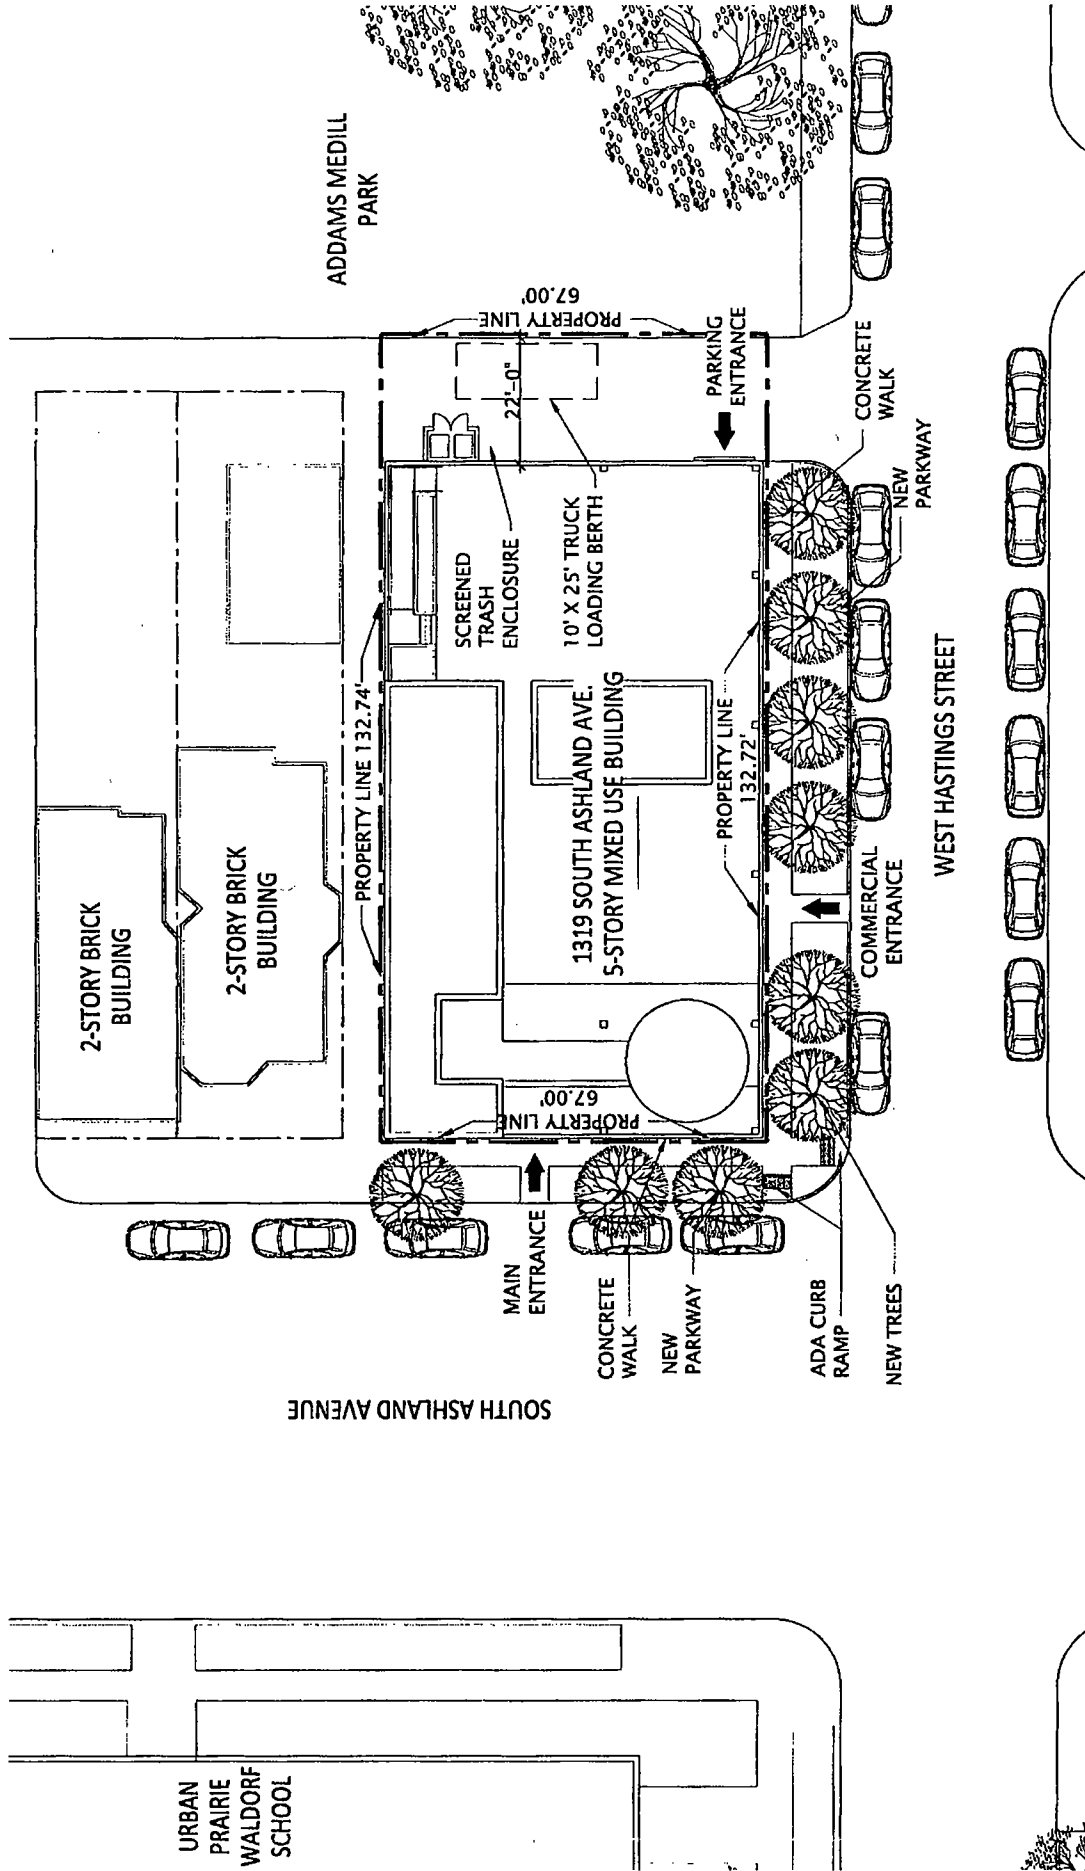 ADDAMS MEDILL
PARK
2-STORY BRICK
BUILDING
2-STORY BRICK
BUILDING
PROPERTY LINE 132.74'
SCREENED
TRASH
ENCLOSURE
10' X 25' TRUCK
LOADING BERTH
22'-0"
PROPERTY LINE
67.00'
PARKING
ENTRANCE
1319 SOUTH ASHLAND AVE.
5-STORY MIXED USE BUILDING
PROPERTY LINE
132.72'
PROPERTY LINE
67.00'
CONCRETE
WALK
NEW
PARKWAY
COMMERCIAL
ENTRANCE
WEST HASTINGS STREET
MAIN
ENTRANCE
CONCRETE
WALK
NEW
PARKWAY
ADA CURB
RAMP
NEW TREES
SOUTH ASHLAND AVENUE
URBAN
PRAIRIE
WALDORF
SCHOOL